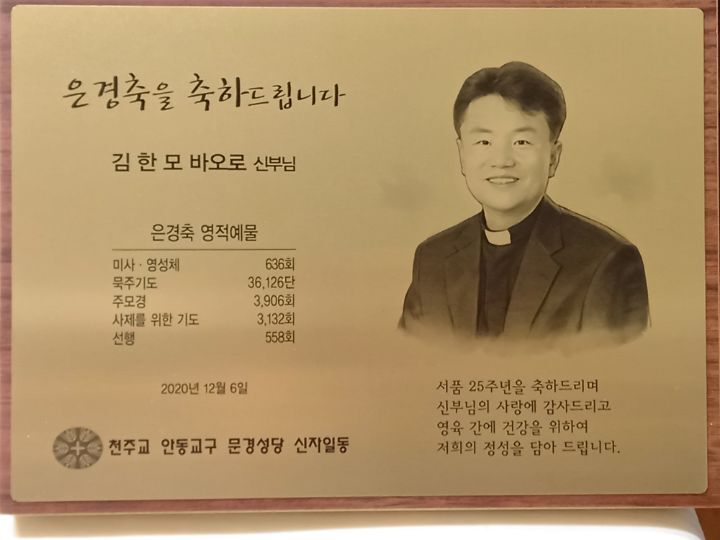 은경축을 축하드립니다
김 한 모 바오로 신부님
은경축 영적예물
미사 · 영성체 636회
묵주기도 36,126단
주모경 3,906회
사제를 위한 기도 3,132회
선행 558회
2020년 12월 6일
천주교 안동교구 문경성당 신자일동
서품 25주년을 축하드리며
신부님의 사랑에 감사드리고
영육 간에 건강을 위하여
저희의 정성을 담아 드립니다.